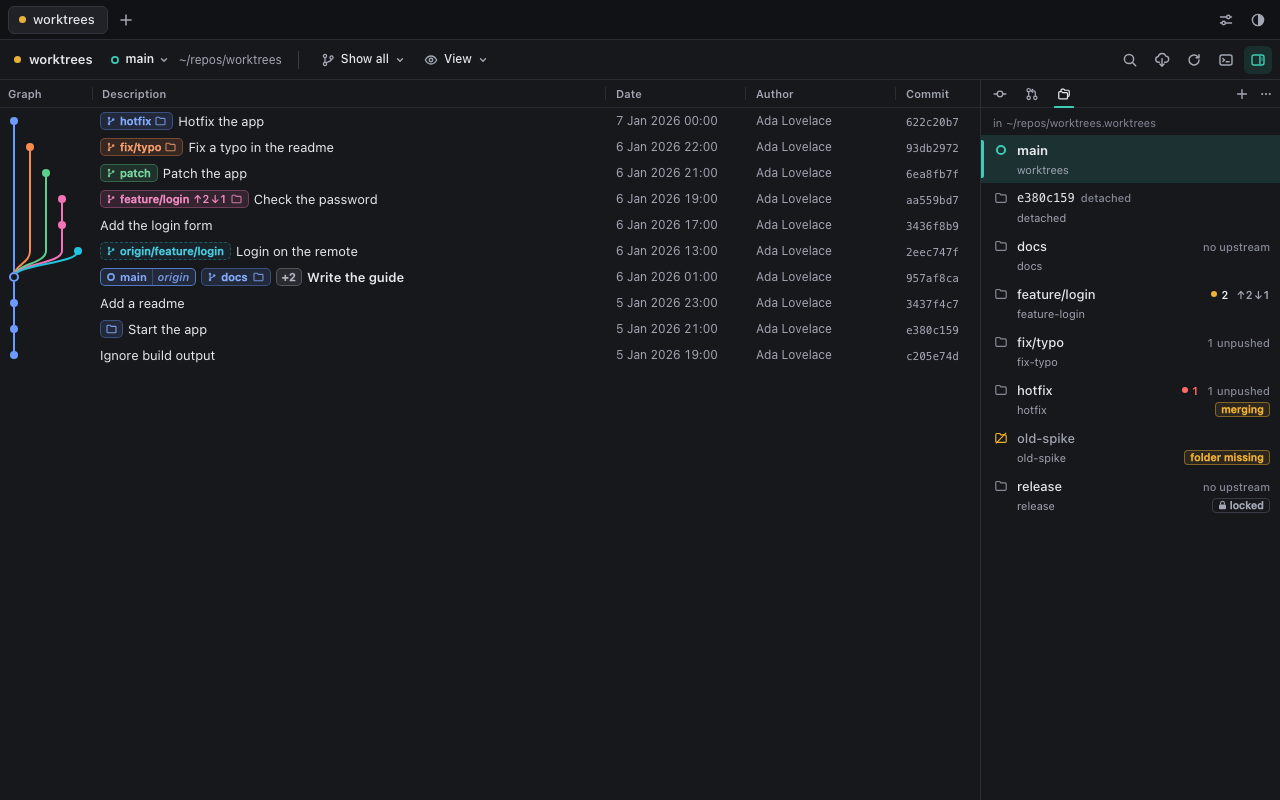 worktrees
worktrees main ~/repos/worktrees Show all View
Graph Description Date Author Commit
hotfix Hotfix the app 7 Jan 2026 00:00 Ada Lovelace 622c20b7
fix/typo Fix a typo in the readme 6 Jan 2026 22:00 Ada Lovelace 93db2972
patch Patch the app 6 Jan 2026 21:00 Ada Lovelace 6ea8fb7f
feature/login ↑2↓1 Check the password 6 Jan 2026 19:00 Ada Lovelace aa559bd7
Add the login form 6 Jan 2026 17:00 Ada Lovelace 3436f8b9
origin/feature/login Login on the remote 6 Jan 2026 13:00 Ada Lovelace 2eec747f
main origin docs +2 Write the guide 6 Jan 2026 01:00 Ada Lovelace 957af8ca
Add a readme 5 Jan 2026 23:00 Ada Lovelace 3437f4c7
Start the app 5 Jan 2026 21:00 Ada Lovelace e380c159
Ignore build output 5 Jan 2026 19:00 Ada Lovelace c205e74d
in ~/repos/worktrees.worktrees
main
worktrees
e380c159 detached
detached
docs no upstream
docs
feature/login 2 ↑2↓1
feature-login
fix/typo 1 unpushed
fix-typo
hotfix 1 1 unpushed
hotfix merging
old-spike
old-spike folder missing
release no upstream
release locked